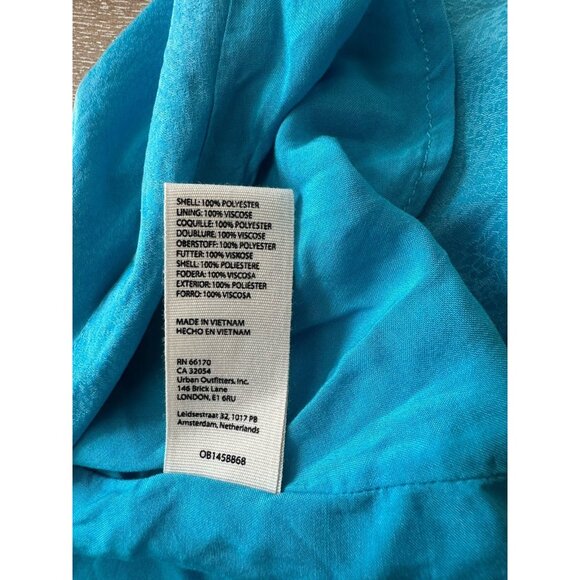 SHELL: 100% POLYESTER
LINING: 100% VISCOSE
COQUILLE: 100% POLYESTER
DOUBLURE: 100% VISCOSE
OBERSTOFF: 100% POLYESTER
FUTTER: 100% VISKOSE
SHELL: 100% POLIESTERE
FODERA: 100% VISCOSA
EXTERIOR: 100% POLIÉSTER
FORRO: 100% VISCOSA
MADE IN VIETNAM
HECHO EN VIETNAM
RN 66170
CA 32054
Urban Outfitters, Inc.
146 Brick Lane
LONDON, E1 6RU
Leidsestraat 32, 1017 PB
Amsterdam, Netherlands
OB1458868